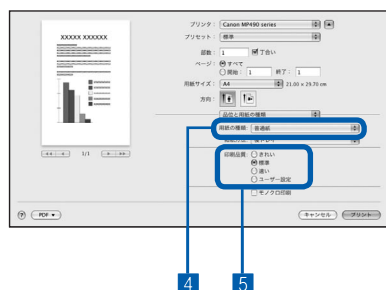 プリンタ: Canon MP490 series
プリセット: 標準
部数: 1 丁合い
ページ: すべて
開始: 1 終了: 1
用紙サイズ: A4 21.00 x 29.70 cm
方向:
XXXXX XXXXXX
品位と用紙の種類
用紙の種類: 普通紙
印刷品質: きれい
標準
速い
ユーザー設定
モノクロ印刷
1/1
? PDF キャンセル プリント
4 5